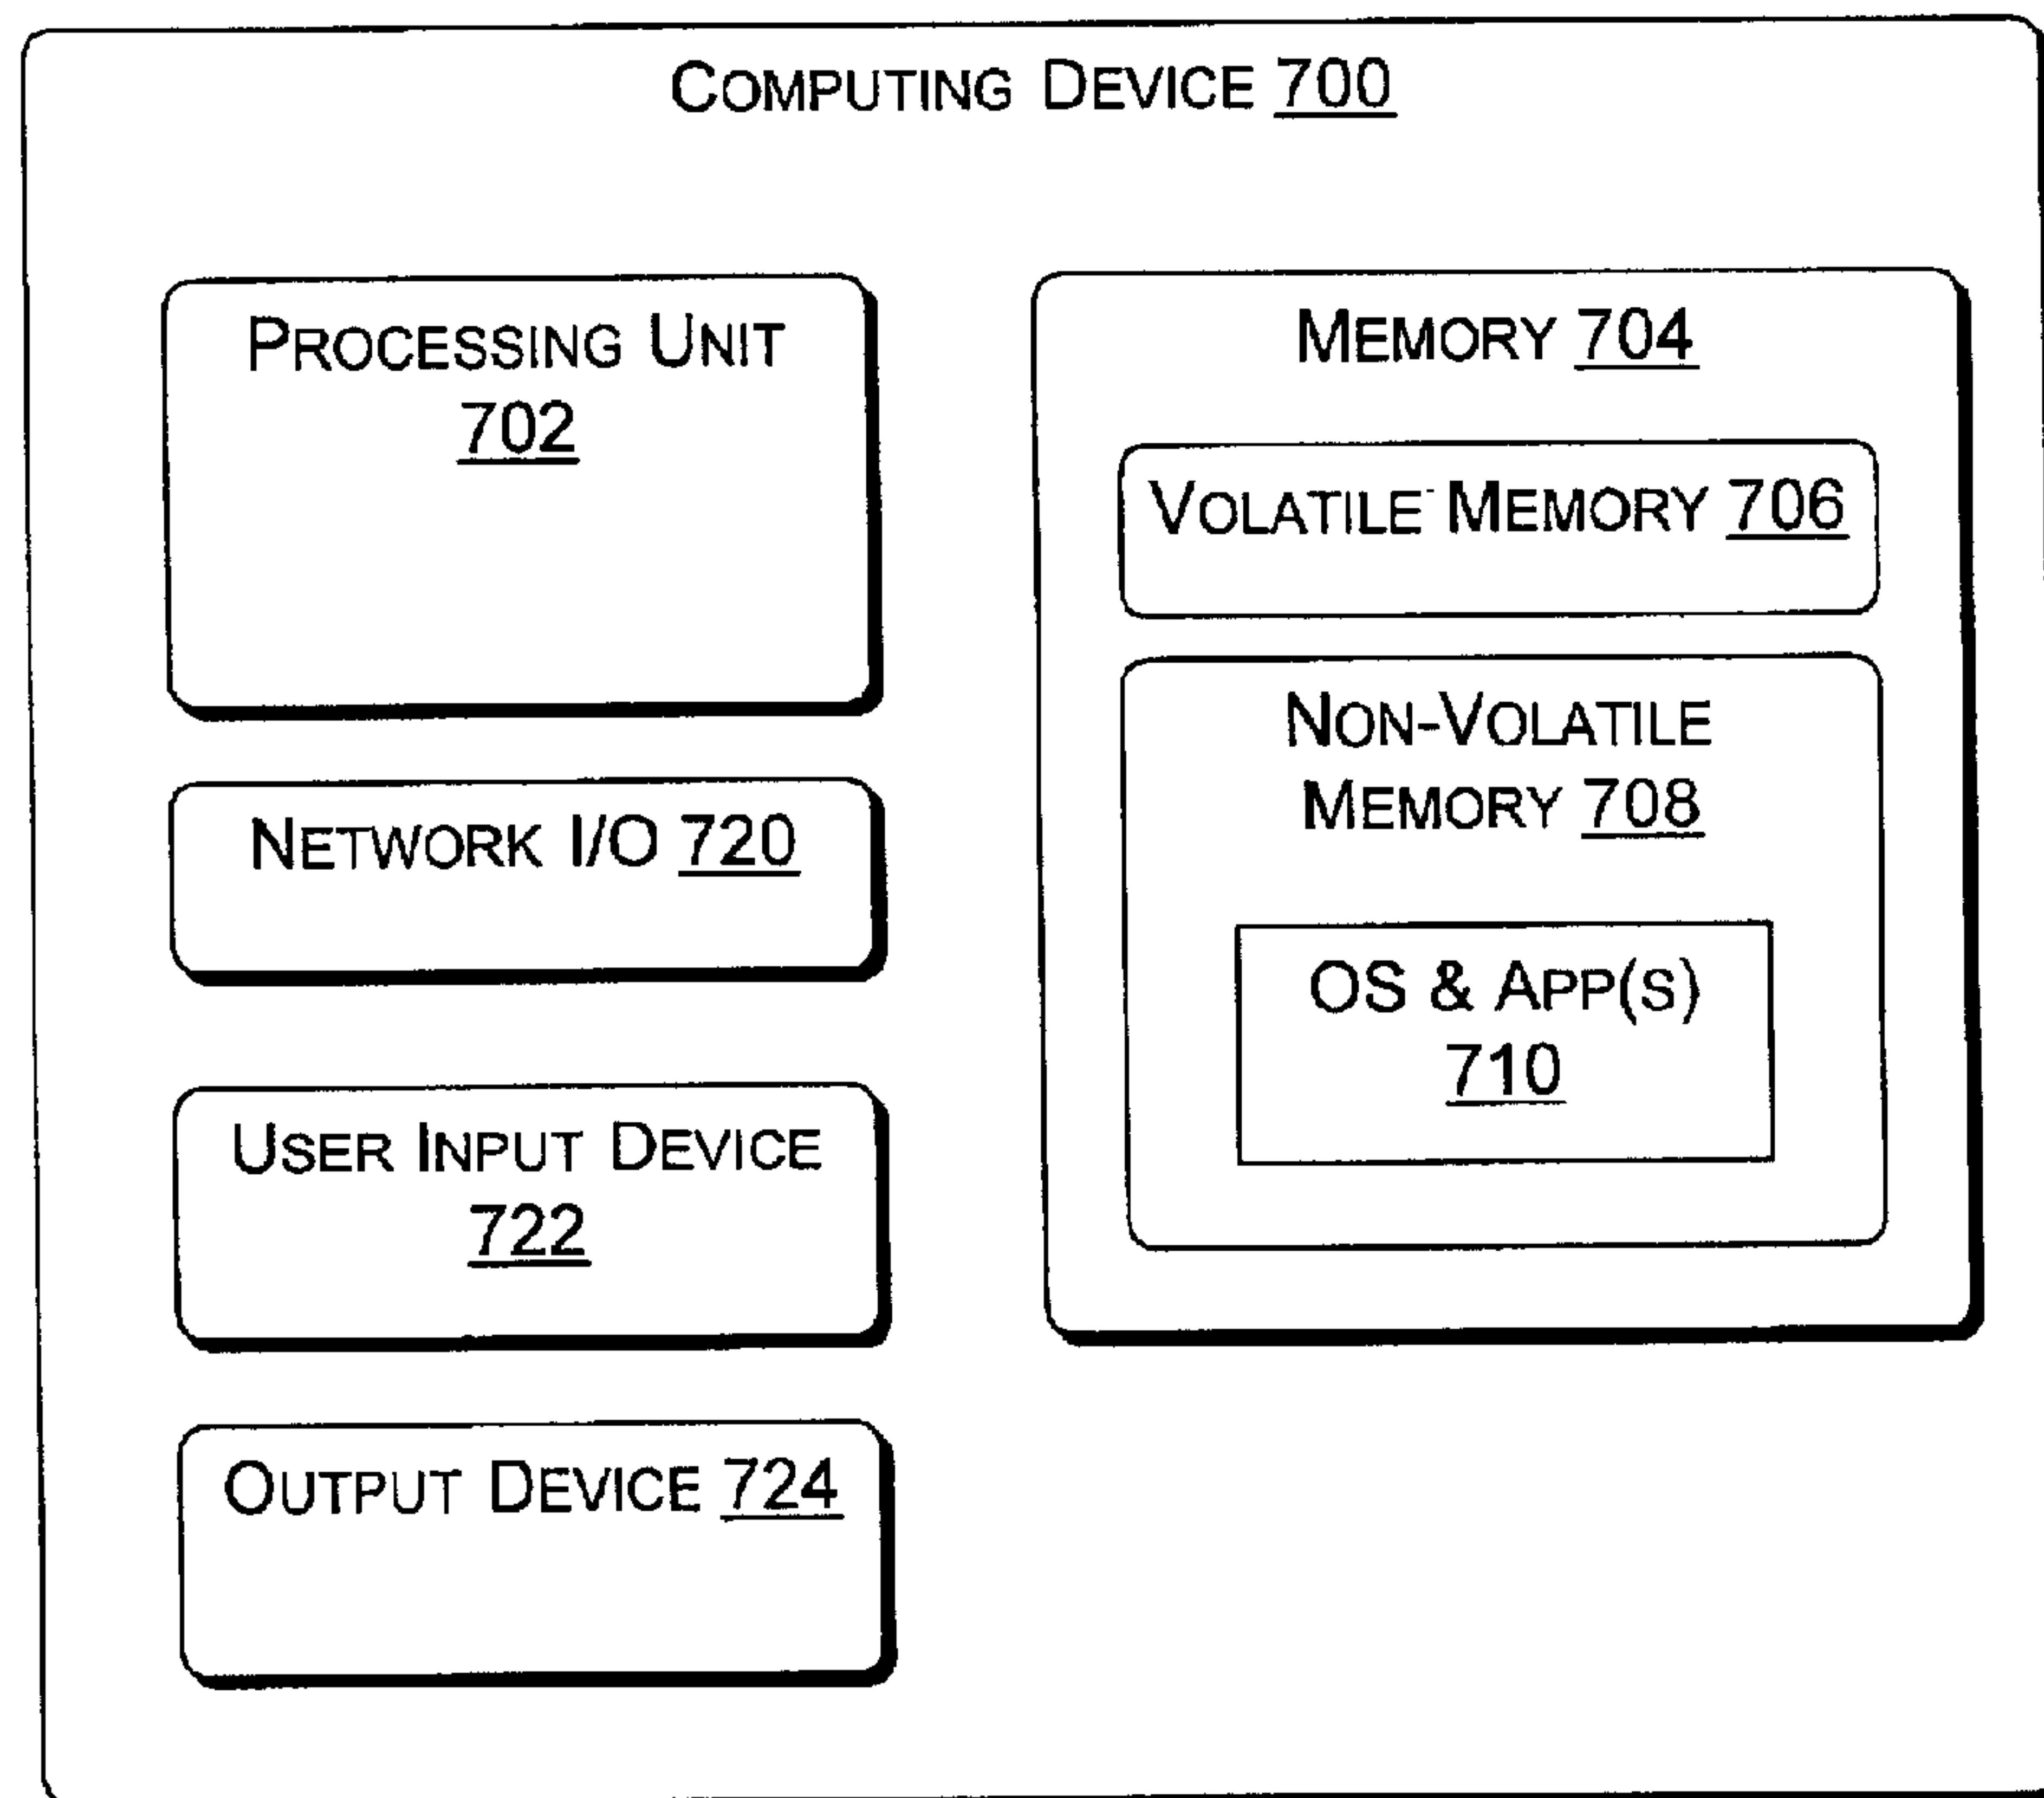 COMPUTING DEVICE 700
PROCESSING UNIT
702
NETWORK I/O 720
USER INPUT DEVICE
722
OUTPUT DEVICE 724
MEMORY 704
VOLATILE MEMORY 706
NON-VOLATILE
MEMORY 708
OS & APP(S)
710